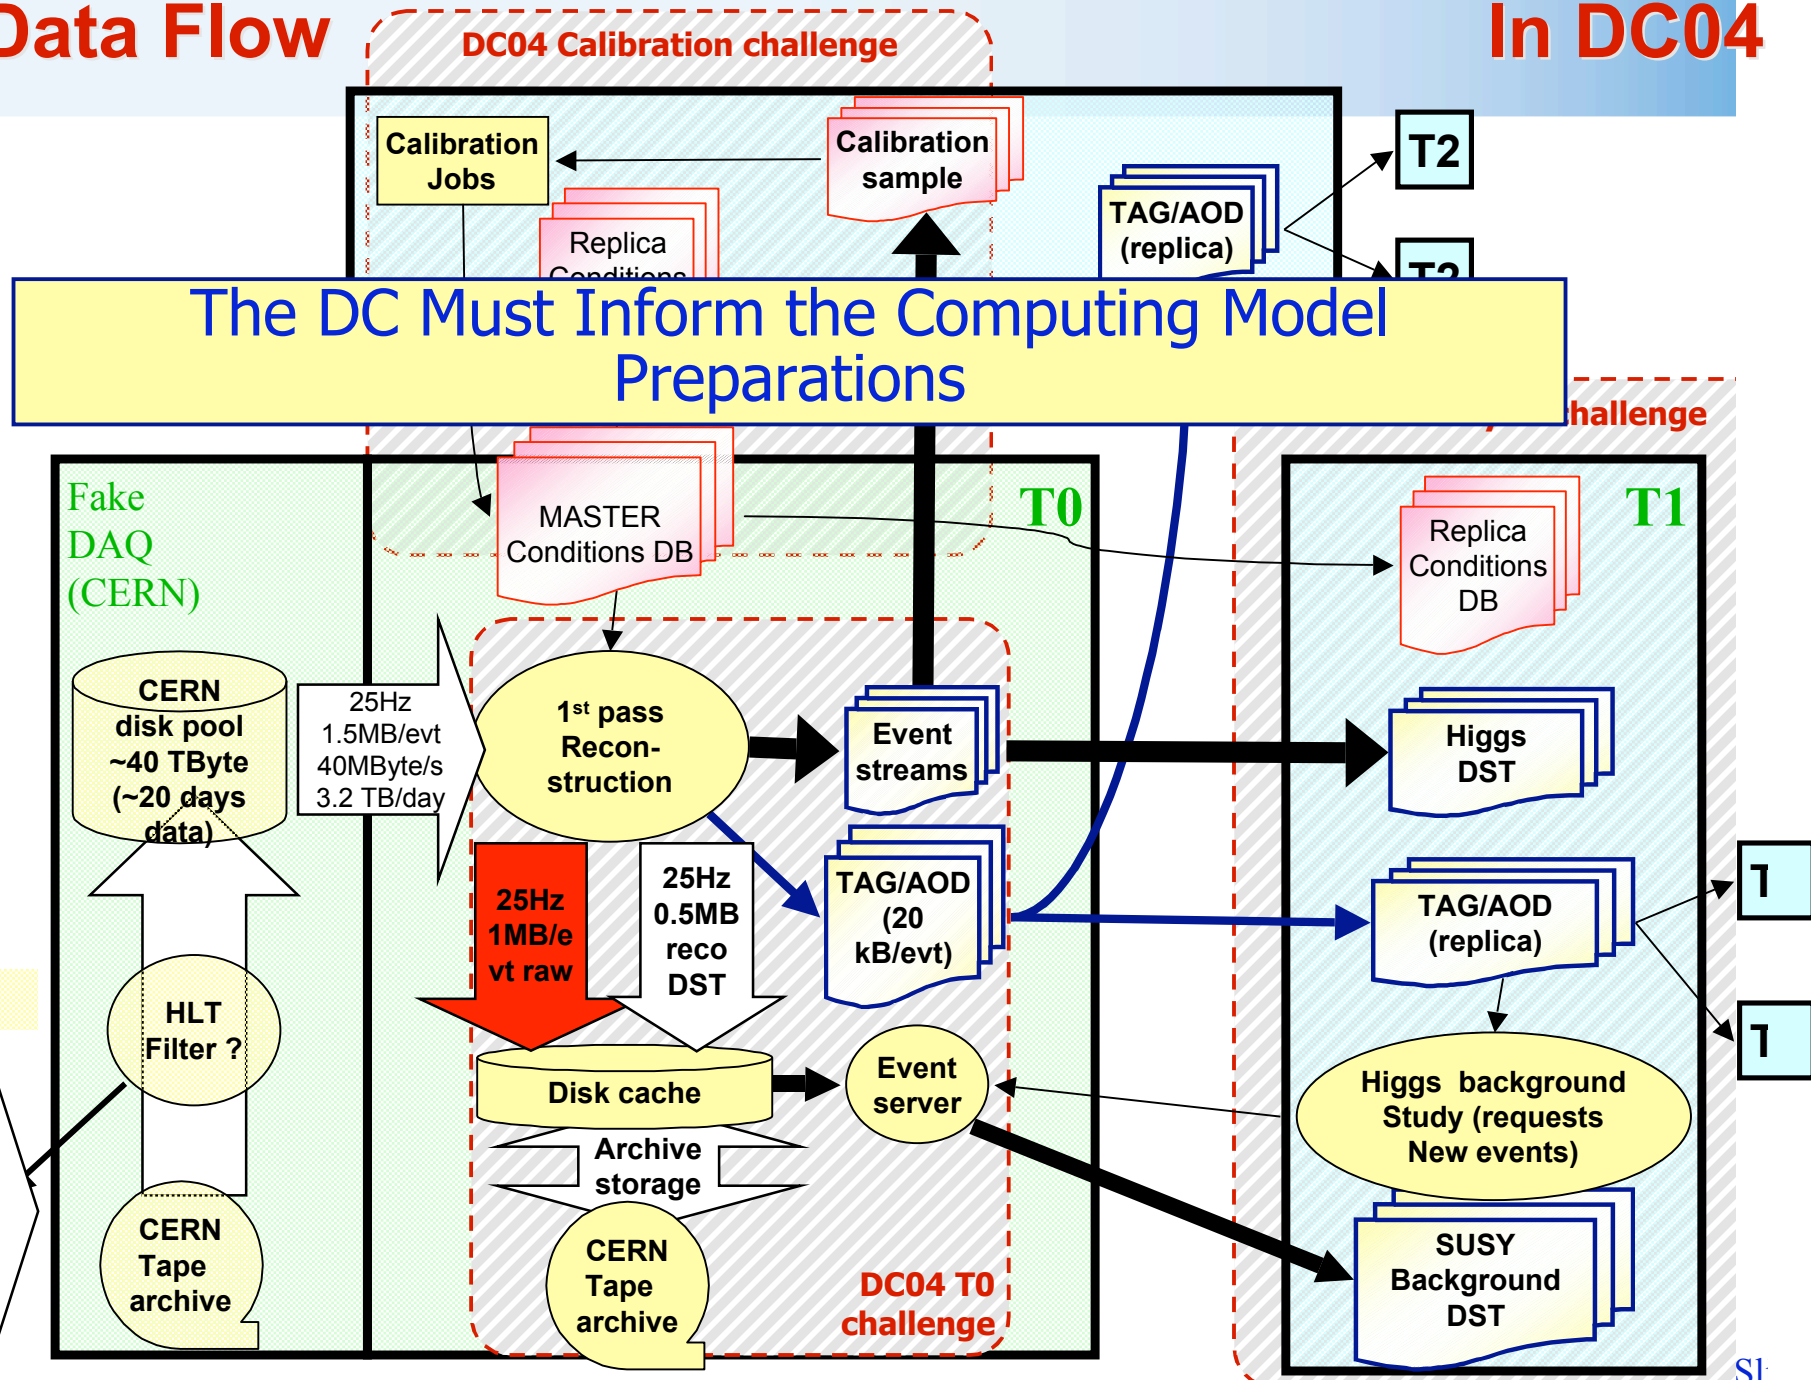 Data Flow
In DC04
DC04 Calibration challenge
Calibration
Jobs
Calibration
sample
Replica
Conditions
TAG/AOD
(replica)
T2
T2
The DC Must Inform the Computing Model
Preparations
challenge
Fake
DAQ
(CERN)
MASTER
Conditions DB
T0
T1
Replica
Conditions
DB
CERN
disk pool
~40 TByte
(~20 days
data)
25Hz
1.5MB/evt
40MByte/s
3.2 TB/day
1st pass
Recon-
struction
Event
streams
Higgs
DST
25Hz
1MB/e
vt raw
25Hz
0.5MB
reco
DST
TAG/AOD
(20
kB/evt)
TAG/AOD
(replica)
T
T
HLT
Filter ?
Disk cache
Event
server
Higgs background
Study (requests
New events)
Archive
storage
CERN
Tape
archive
CERN
Tape
archive
DC04 T0
challenge
SUSY
Background
DST